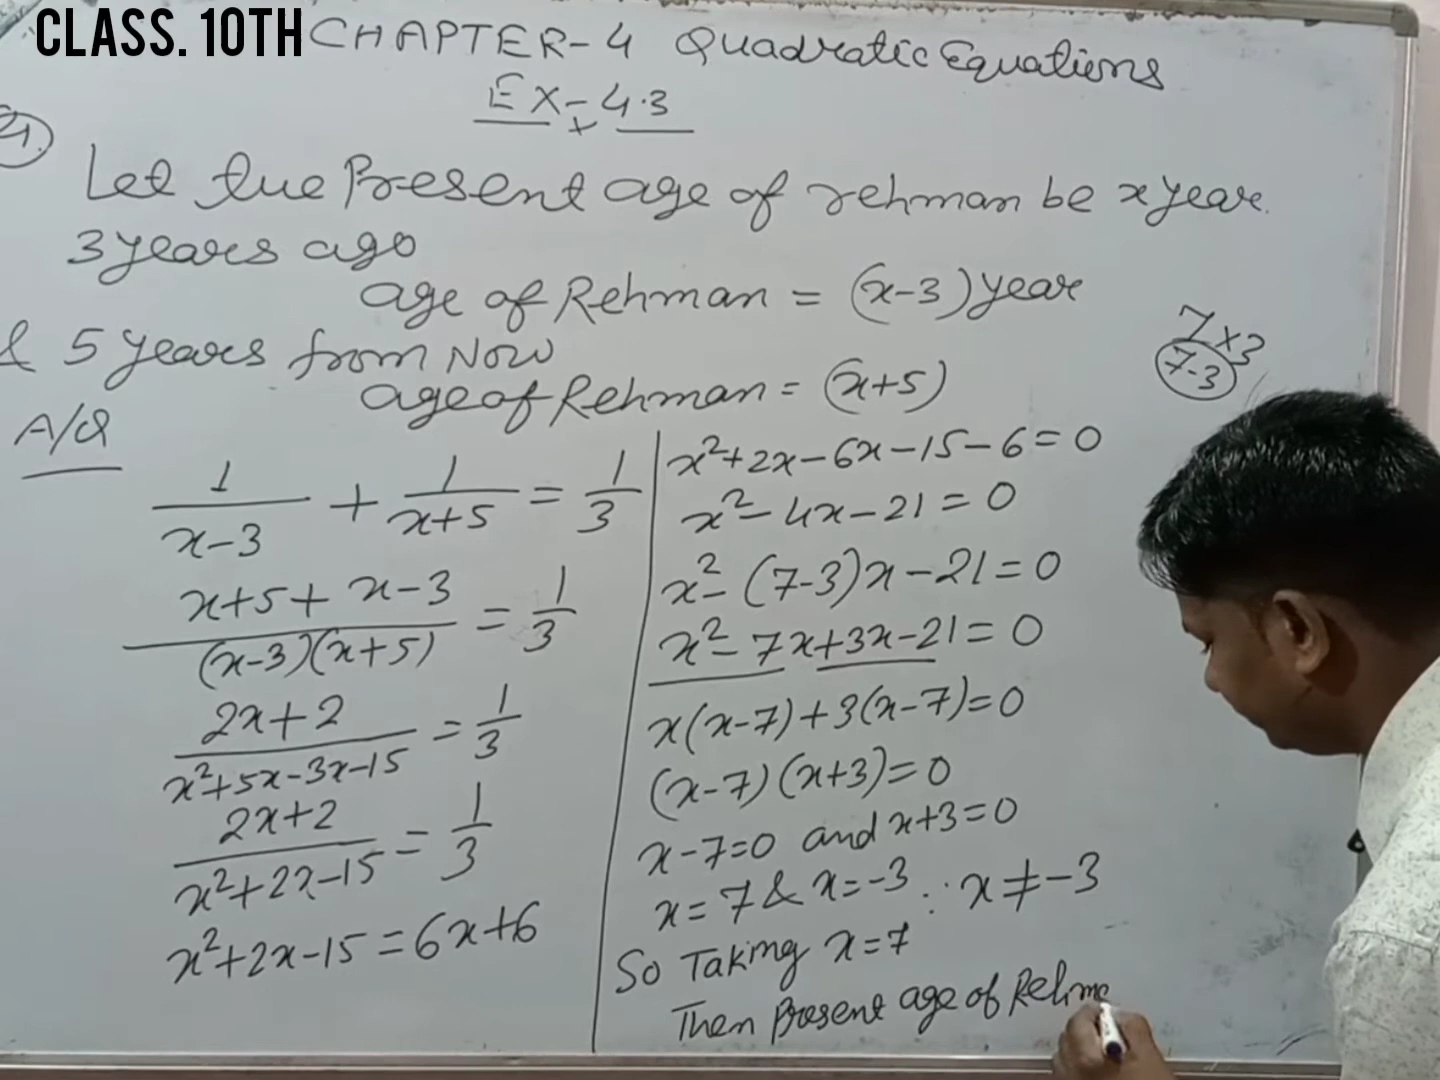 CLASS. 10TH CHAPTER-4 Quadratic Equations
EX-4.3
Let the Present age of rehman be x year.
3 years ago
age of Rehman = (x-3) year
& 5 years from Now
age of Rehman = (x+5)
7×3
7-3
A/Q
1/(x-3) + 1/(x+5) = 1/3
(x+5+x-3)/((x-3)(x+5)) = 1/3
(2x+2)/(x²+5x-3x-15) = 1/3
(2x+2)/(x²+2x-15) = 1/3
x²+2x-15 = 6x+6
x²+2x-6x-15-6=0
x²-4x-21=0
x²-(7-3)x-21=0
x²-7x+3x-21=0
x(x-7)+3(x-7)=0
(x-7)(x+3)=0
x-7=0 and x+3=0
x=7 & x=-3 ∵ x≠-3
So Taking x=7
Then Present age of Rehma